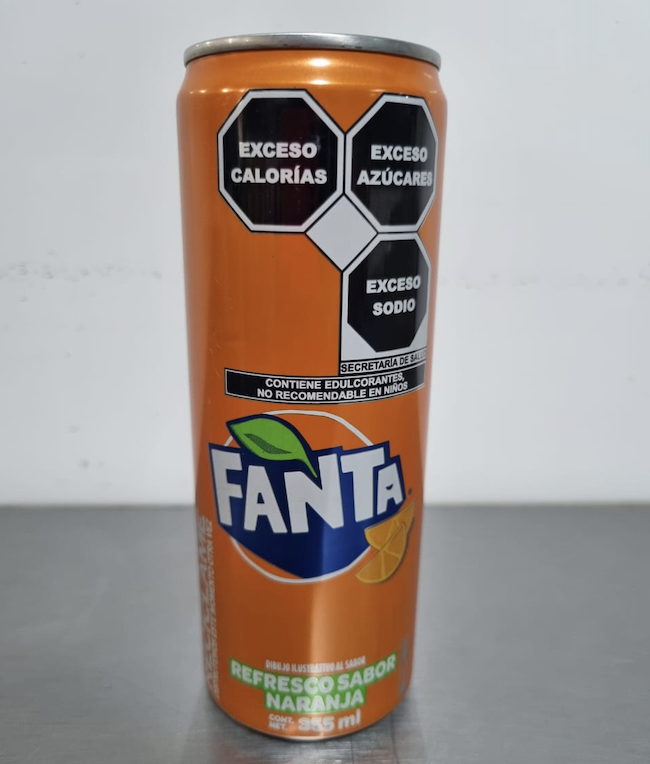 EXCESO
CALORÍAS
EXCESO
AZÚCARES
EXCESO
SODIO
SECRETARÍA DE SALUD
CONTIENE EDULCORANTES,
NO RECOMENDABLE EN NIÑOS
FANTA
DIBUJO ILUSTRATIVO AL SABOR
REFRESCO SABOR
NARANJA
CONT.
NET.
355 ml